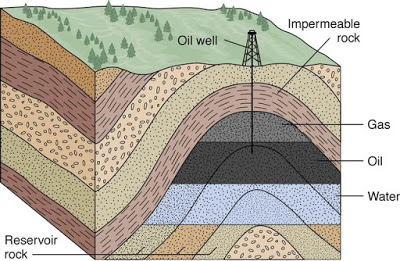 Oil well
Impermeable
rock
Gas
Oil
Water
Reservoir
rock